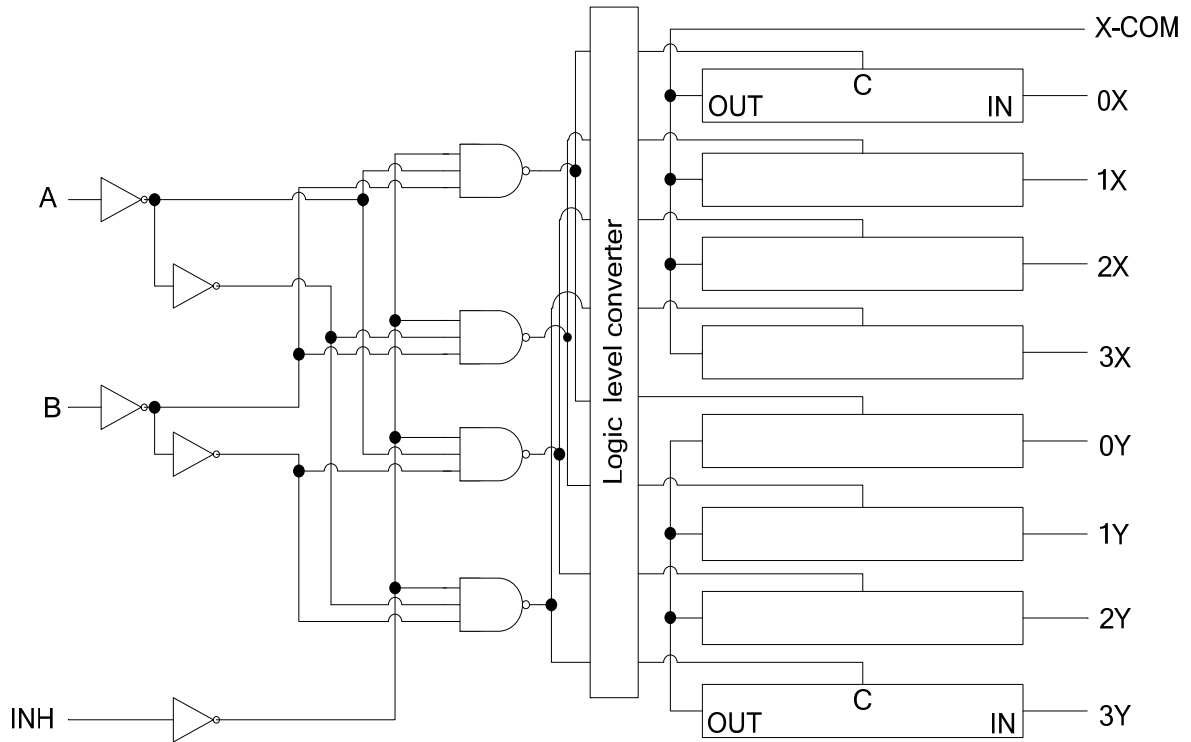 X-COM
C
OUT IN
0X
1X
A
2X
Logic level converter
3X
B
0Y
1Y
2Y
C
OUT IN
3Y
INH